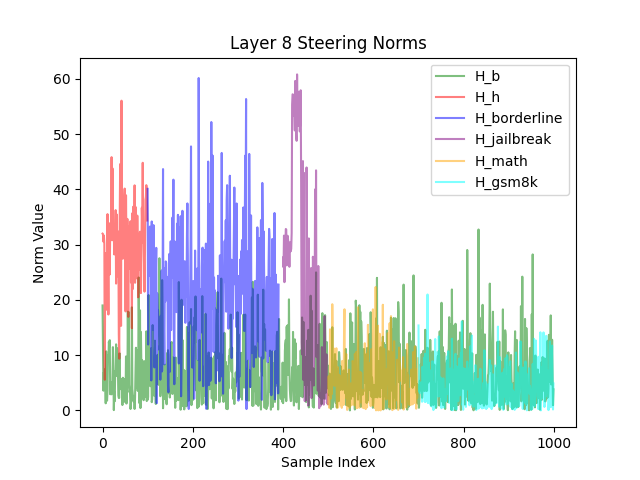 Layer 8 Steering Norms
Norm Value
60
50
40
30
20
10
0
H_b
H_h
H_borderline
H_jailbreak
H_math
H_gsm8k
0
200
400
600
800
1000
Sample Index